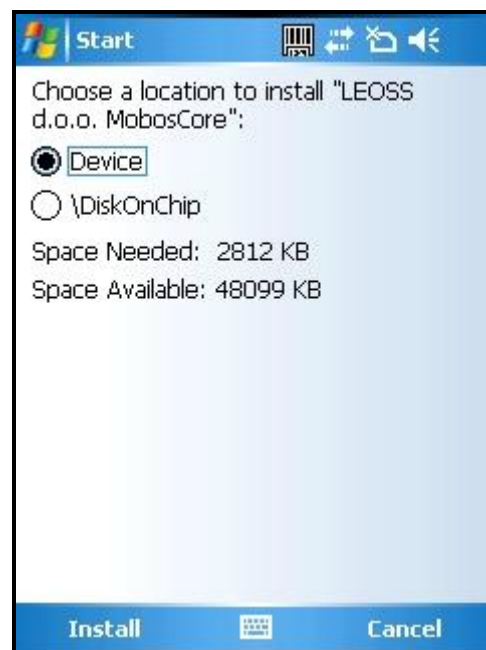 Start
Choose a location to install "LEOSS
d.o.o. MobosCore":
Device
\DiskOnChip
Space Needed: 2812 KB
Space Available: 48099 KB
Install
Cancel